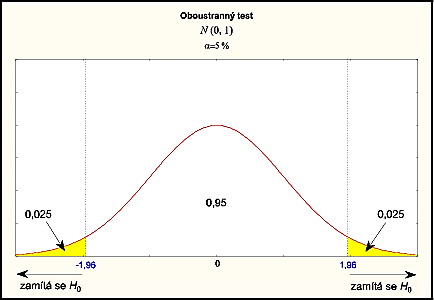 Oboustranný test
N (0, 1)
α=5 %
0,025
0,95
0,025
-1,96
0
1,96
zamítá se H₀
zamítá se H₀